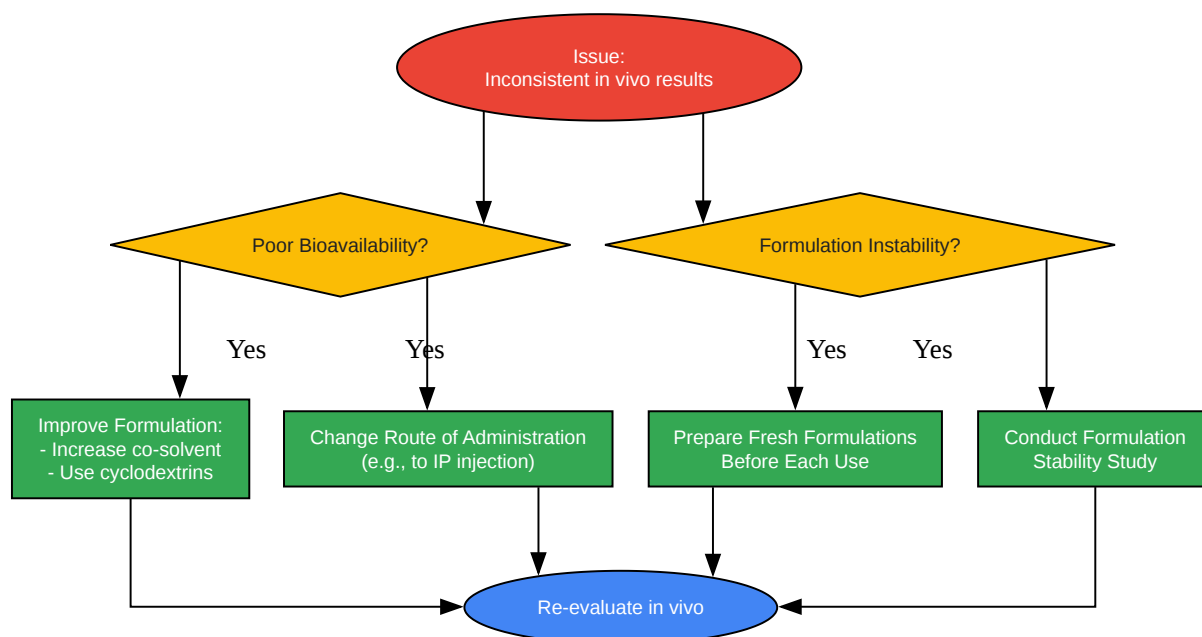 Issue:
Inconsistent in vivo results
Poor Bioavailability?
Formulation Instability?
Yes
Yes
Yes
Yes
Improve Formulation:
- Increase co-solvent
- Use cyclodextrins
Change Route of Administration
(e.g., to IP injection)
Prepare Fresh Formulations
Before Each Use
Conduct Formulation
Stability Study
Re-evaluate in vivo